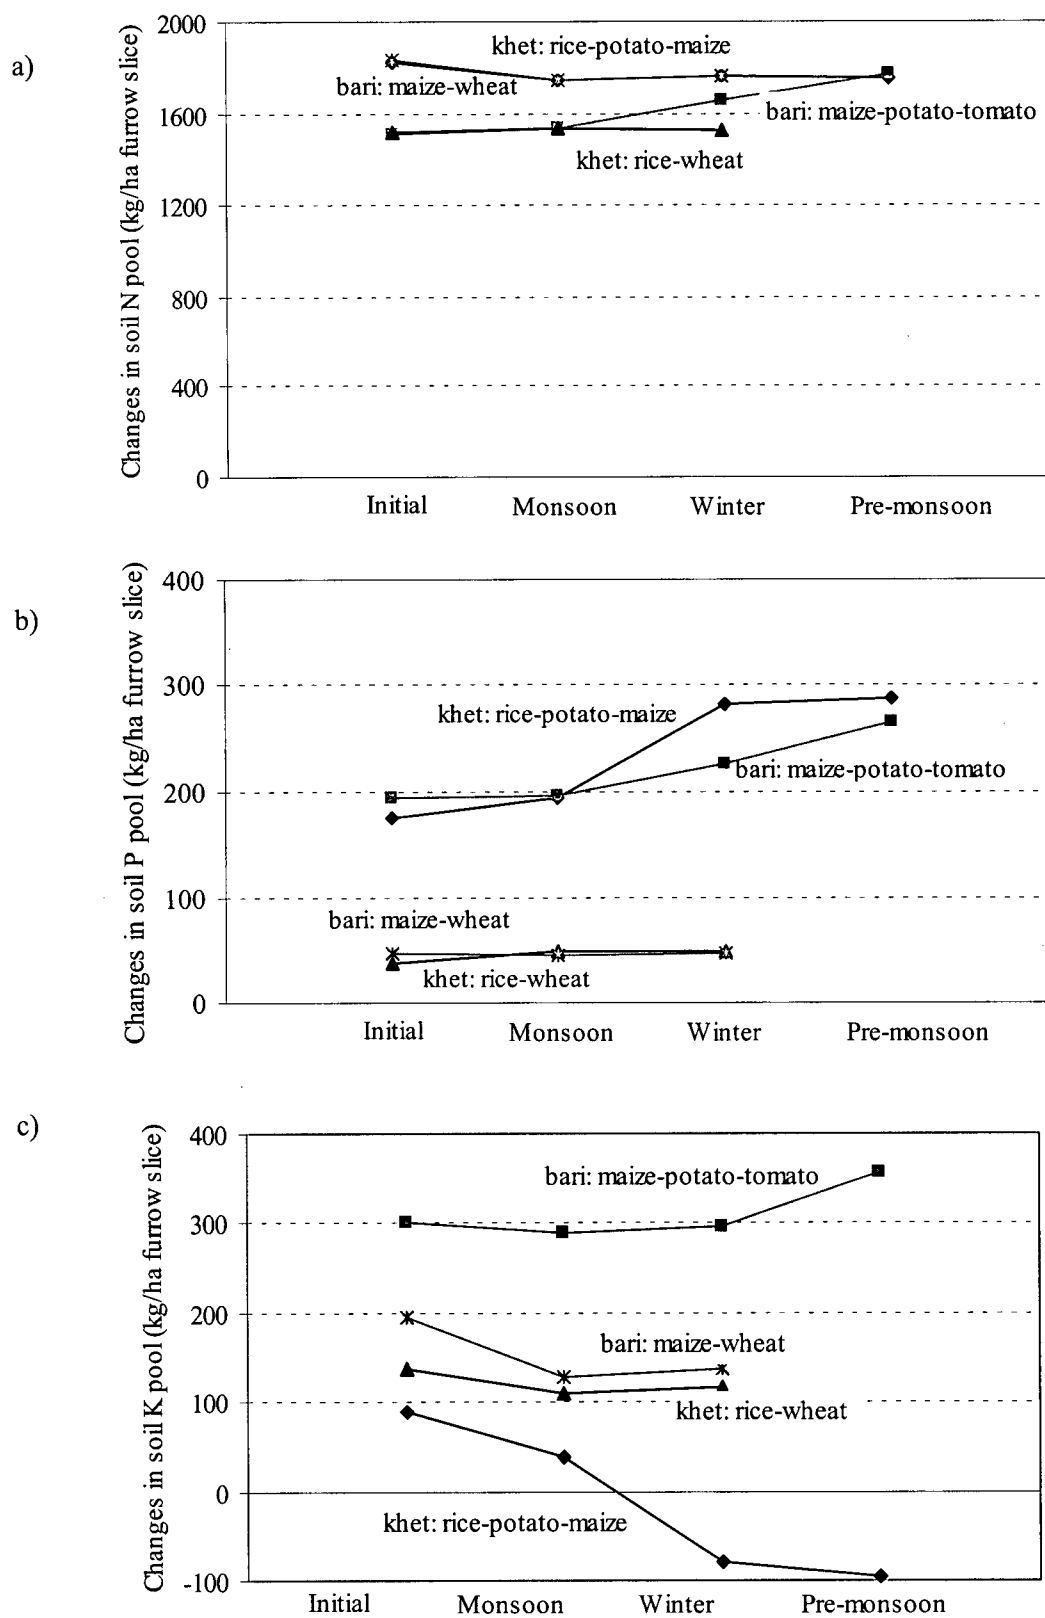 a)
Changes in soil N pool (kg/ha furrow slice)
2000
1600
1200
800
400
0
khet: rice-potato-maize
bari: maize-wheat
bari: maize-potato-tomato
khet: rice-wheat
Initial Monsoon Winter Pre-monsoon
b)
Changes in soil P pool (kg/ha furrow slice)
400
300
200
100
0
khet: rice-potato-maize
bari: maize-potato-tomato
bari: maize-wheat
khet: rice-wheat
Initial Monsoon Winter Pre-monsoon
c)
Changes in soil K pool (kg/ha furrow slice)
400
300
200
100
0
-100
bari: maize-potato-tomato
bari: maize-wheat
khet: rice-wheat
khet: rice-potato-maize
Initial Monsoon Winter Pre-monsoon